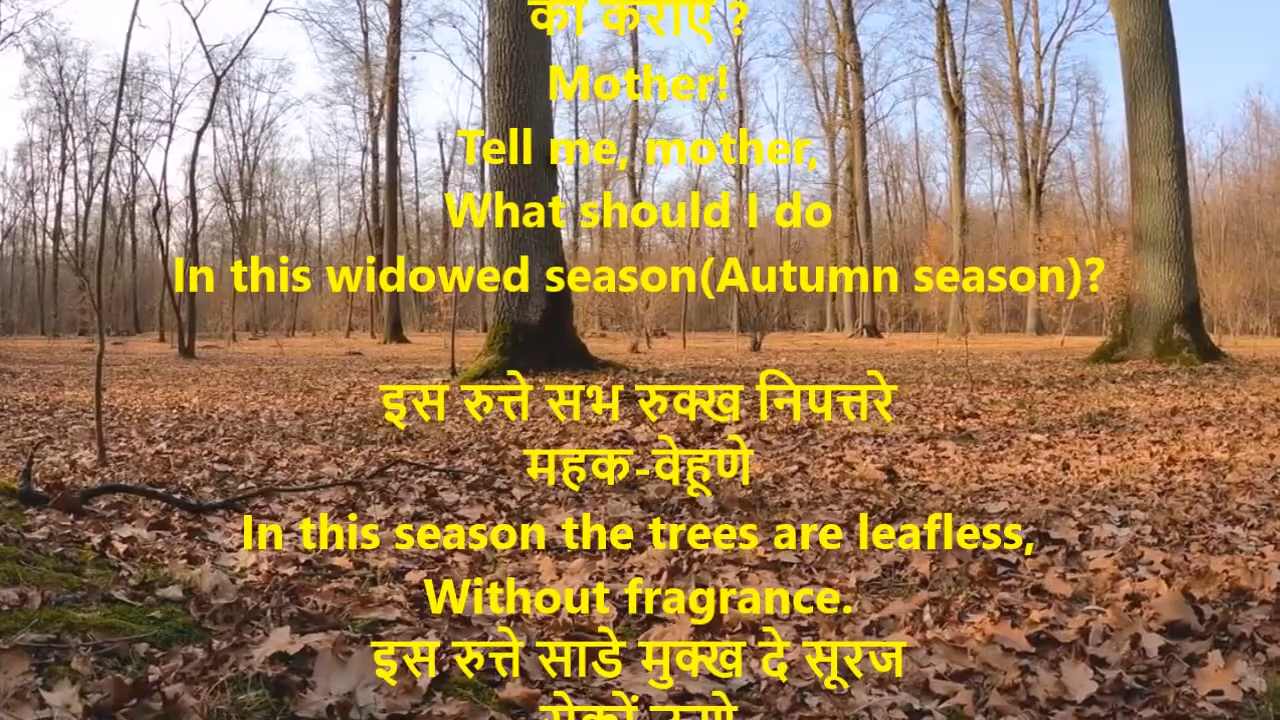 की कराए ?
Mother!
Tell me, mother,
What should I do
In this widowed season(Autumn season)?
इस रुत्ते सभ रुक्ख निपत्तरे
महक-वेहूणे
In this season the trees are leafless,
Without fragrance.
इस रुत्ते साडे मुक्ख दे सूरज